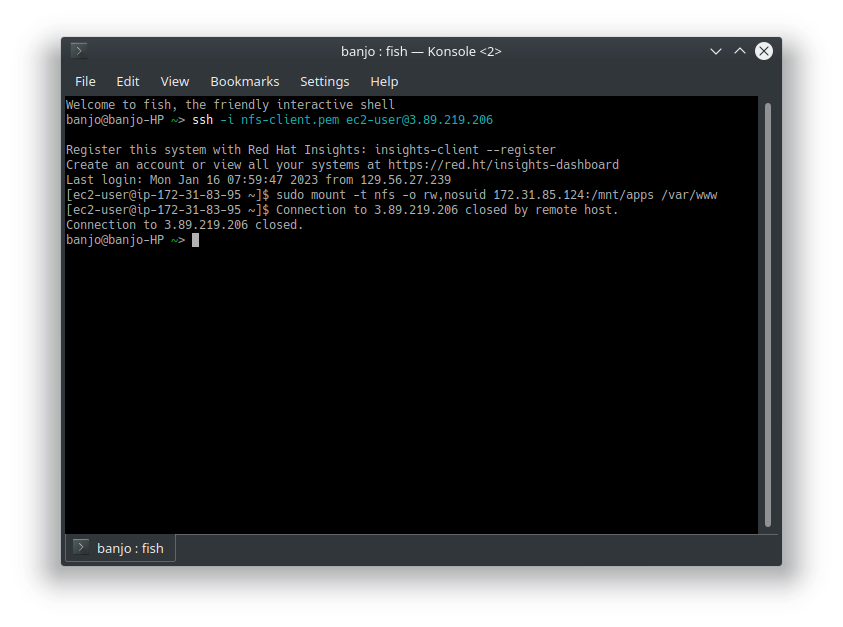 banjo : fish — Konsole <2>
File Edit View Bookmarks Settings Help
Welcome to fish, the friendly interactive shell
banjo@banjo-HP ~> ssh -i nfs-client.pem ec2-user@3.89.219.206
Register this system with Red Hat Insights: insights-client --register
Create an account or view all your systems at https://red.ht/insights-dashboard
Last login: Mon Jan 16 07:59:47 2023 from 129.56.27.239
[ec2-user@ip-172-31-83-95 ~]$ sudo mount -t nfs -o rw,nosuid 172.31.85.124:/mnt/apps /var/www
[ec2-user@ip-172-31-83-95 ~]$ Connection to 3.89.219.206 closed by remote host.
Connection to 3.89.219.206 closed.
banjo@banjo-HP ~>
banjo : fish